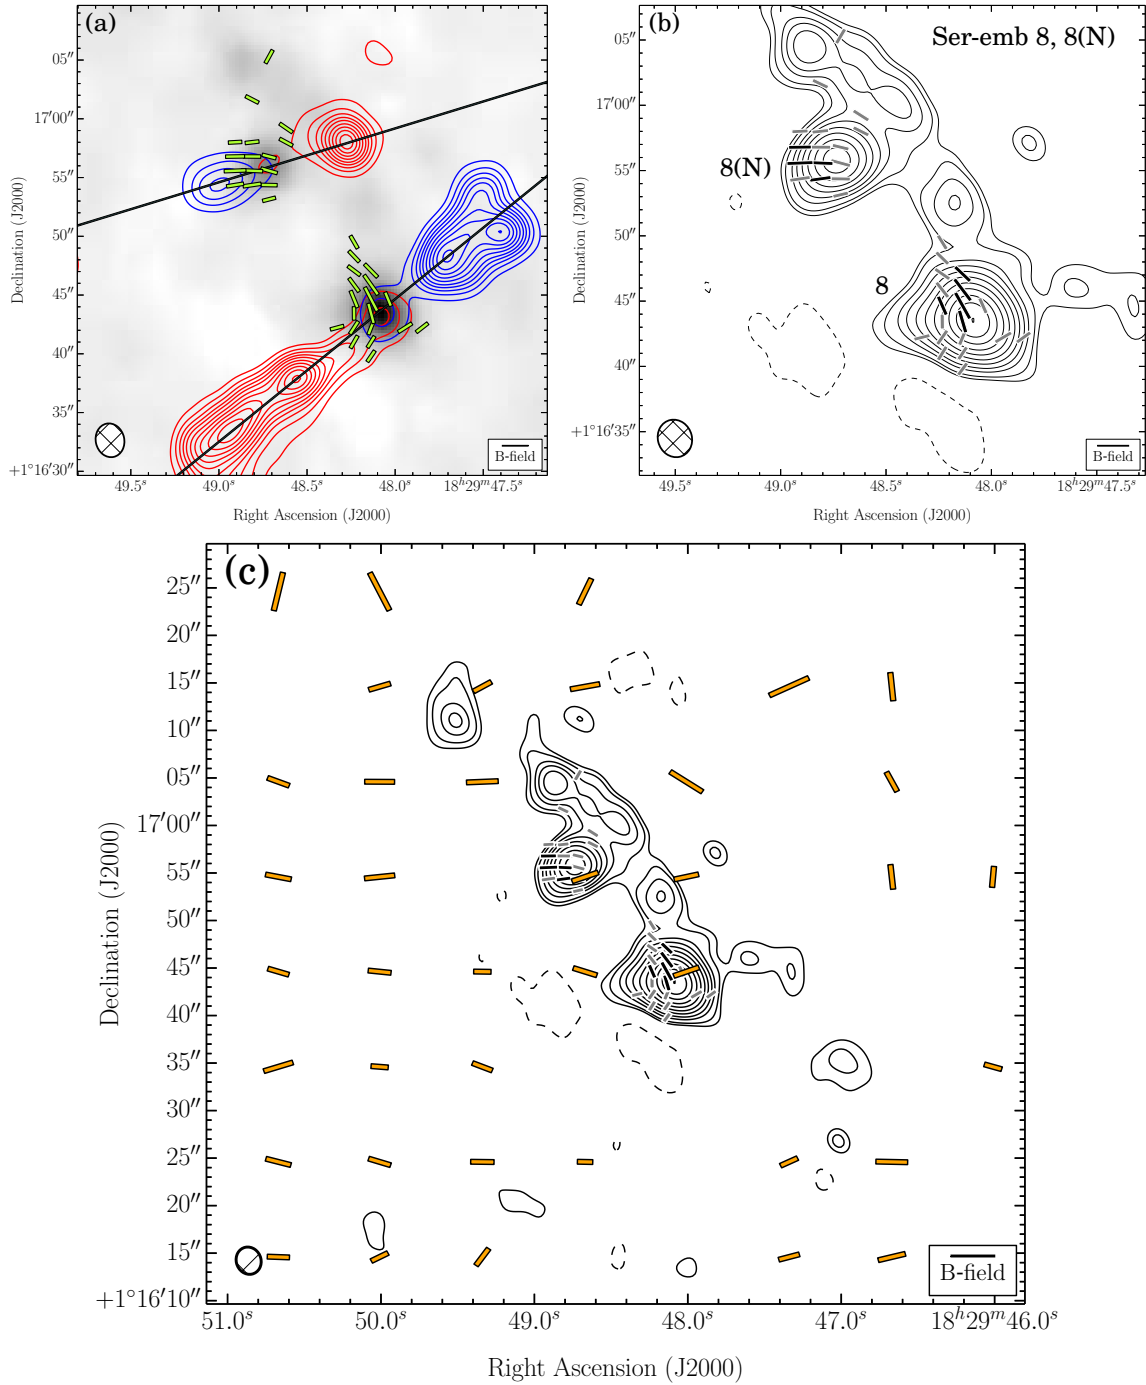 (a)
05″
17′00″
55″
50″
45″
40″
35″
+1°16′30″
Declination (J2000)
49.5ˢ
49.0ˢ
48.5ˢ
48.0ˢ
18ʰ29ᵐ47.5ˢ
Right Ascension (J2000)
B-field
(b)
Ser-emb 8, 8(N)
05″
17′00″
55″
50″
45″
40″
+1°16′35″
Declination (J2000)
8(N)
8
49.5ˢ
49.0ˢ
48.5ˢ
48.0ˢ
18ʰ29ᵐ47.5ˢ
Right Ascension (J2000)
B-field
(c)
25″
20″
15″
10″
05″
17′00″
55″
50″
45″
40″
35″
30″
25″
20″
15″
+1°16′10″
Declination (J2000)
51.0ˢ
50.0ˢ
49.0ˢ
48.0ˢ
47.0ˢ
18ʰ29ᵐ46.0ˢ
Right Ascension (J2000)
B-field